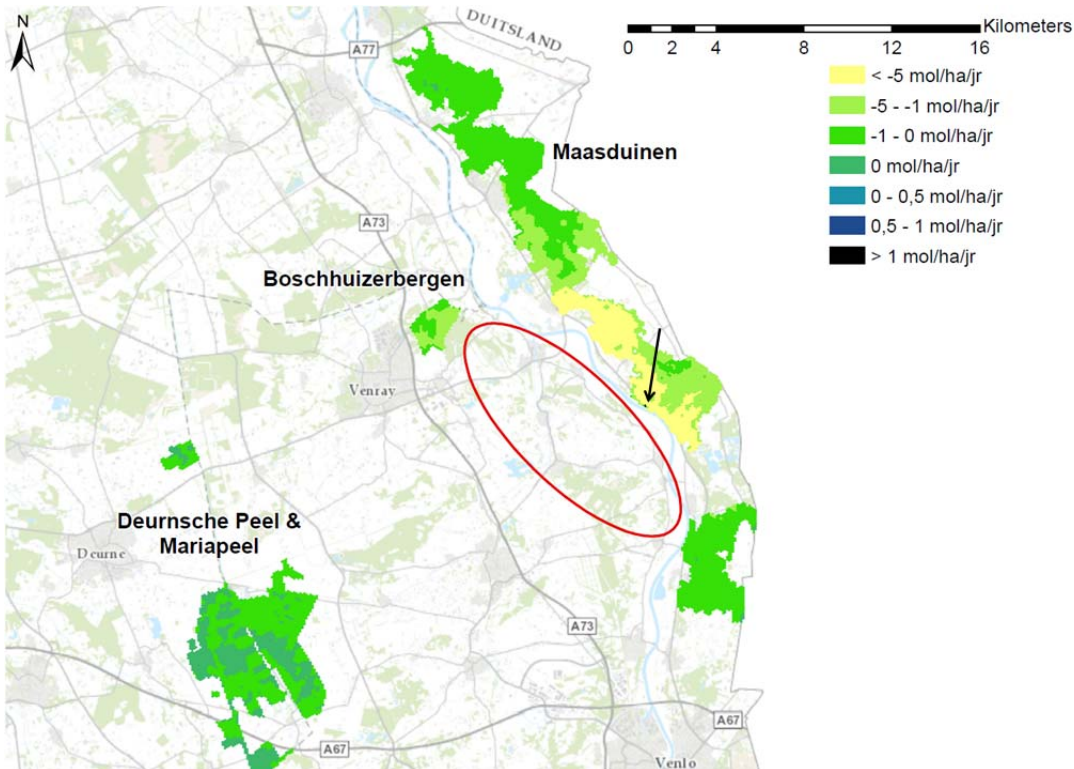 N
DUITSLAND
Kilometers
0 2 4 8 12 16
A77
< -5 mol/ha/jr
-5 - -1 mol/ha/jr
-1 - 0 mol/ha/jr
0 mol/ha/jr
0 - 0,5 mol/ha/jr
0,5 - 1 mol/ha/jr
> 1 mol/ha/jr
Maasduinen
A73
Boschhuizerbergen
Venray
Deurnsche Peel &
Mariapeel
Deurne
A73
A67
A67
Venlo